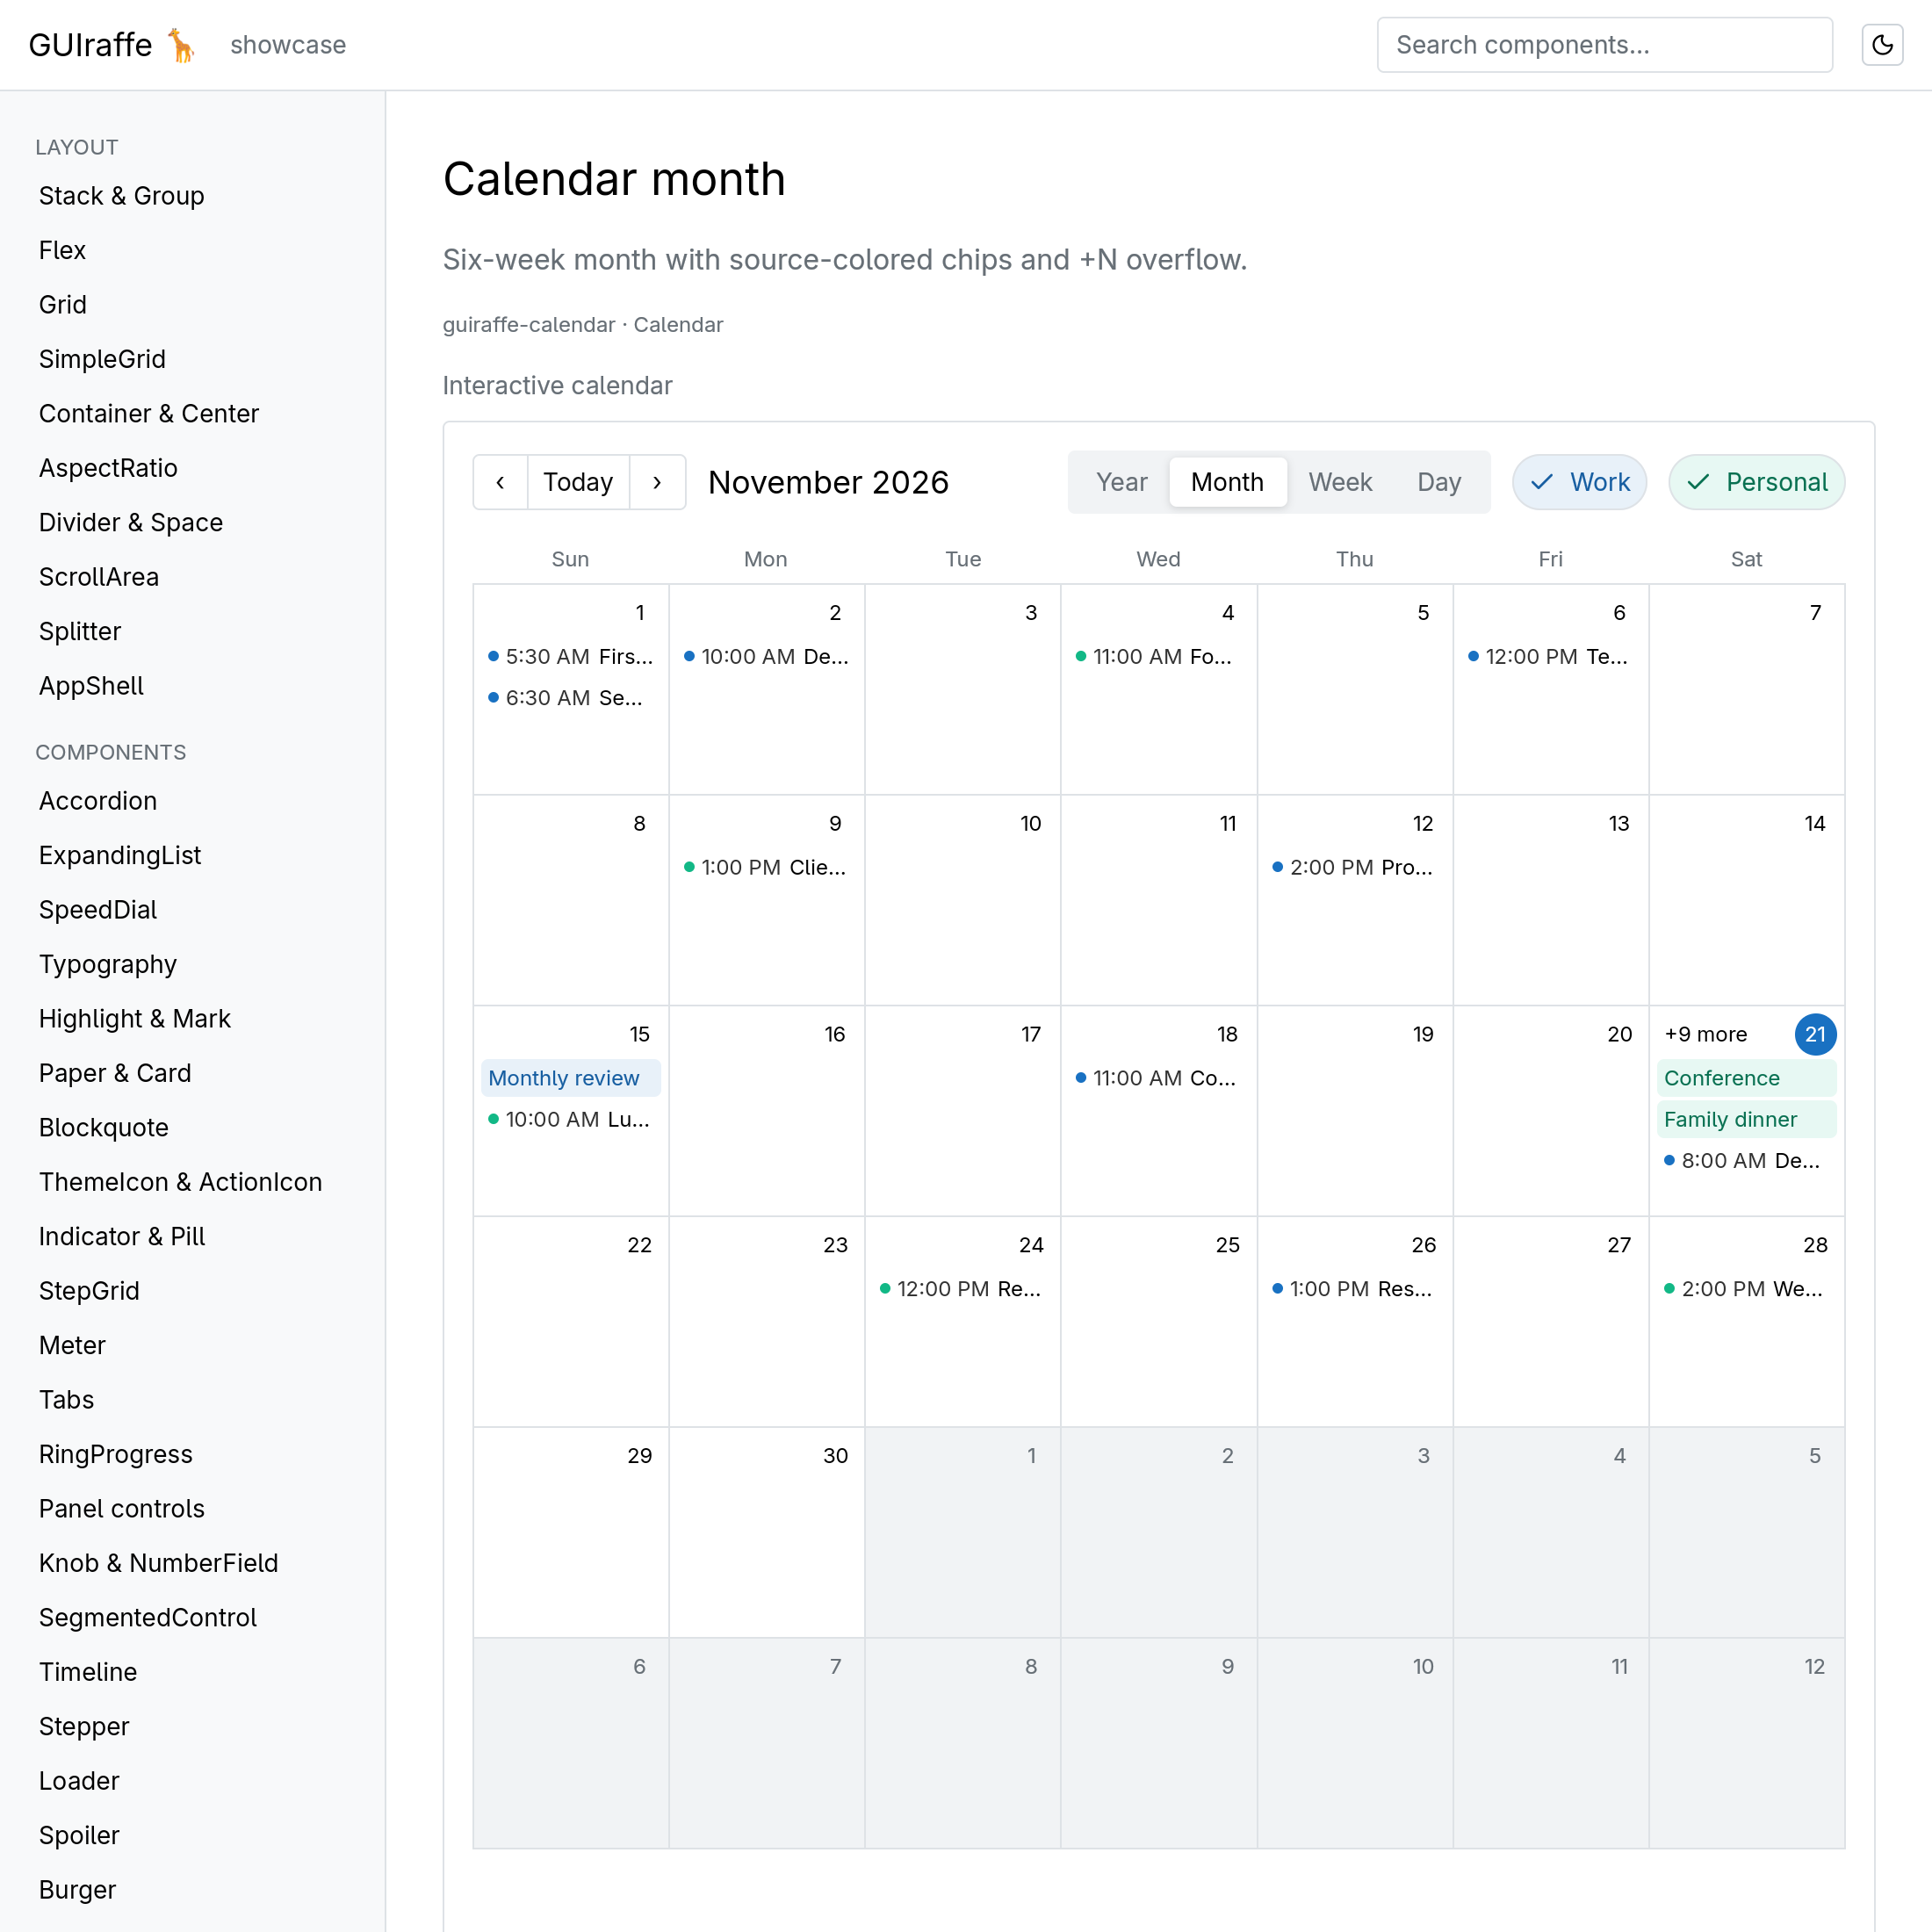 GUIraffe 🦒 showcase
Search components...
LAYOUT
Stack & Group
Flex
Grid
SimpleGrid
Container & Center
AspectRatio
Divider & Space
ScrollArea
Splitter
AppShell
COMPONENTS
Accordion
ExpandingList
SpeedDial
Typography
Highlight & Mark
Paper & Card
Blockquote
ThemeIcon & ActionIcon
Indicator & Pill
StepGrid
Meter
Tabs
RingProgress
Panel controls
Knob & NumberField
SegmentedControl
Timeline
Stepper
Loader
Spoiler
Burger
Calendar month
Six-week month with source-colored chips and +N overflow.
guiraffe-calendar · Calendar
Interactive calendar
‹ Today › November 2026 Year Month Week Day ✓ Work ✓ Personal
Sun Mon Tue Wed Thu Fri Sat
1 2 3 4 5 6 7
5:30 AM Firs... 10:00 AM De... 11:00 AM Fo... 12:00 PM Te...
6:30 AM Se...
8 9 10 11 12 13 14
1:00 PM Clie... 2:00 PM Pro...
15 16 17 18 19 20 +9 more 21
Monthly review 11:00 AM Co... Conference
10:00 AM Lu... Family dinner
8:00 AM De...
22 23 24 25 26 27 28
12:00 PM Re... 1:00 PM Res... 2:00 PM We...
29 30 1 2 3 4 5
6 7 8 9 10 11 12